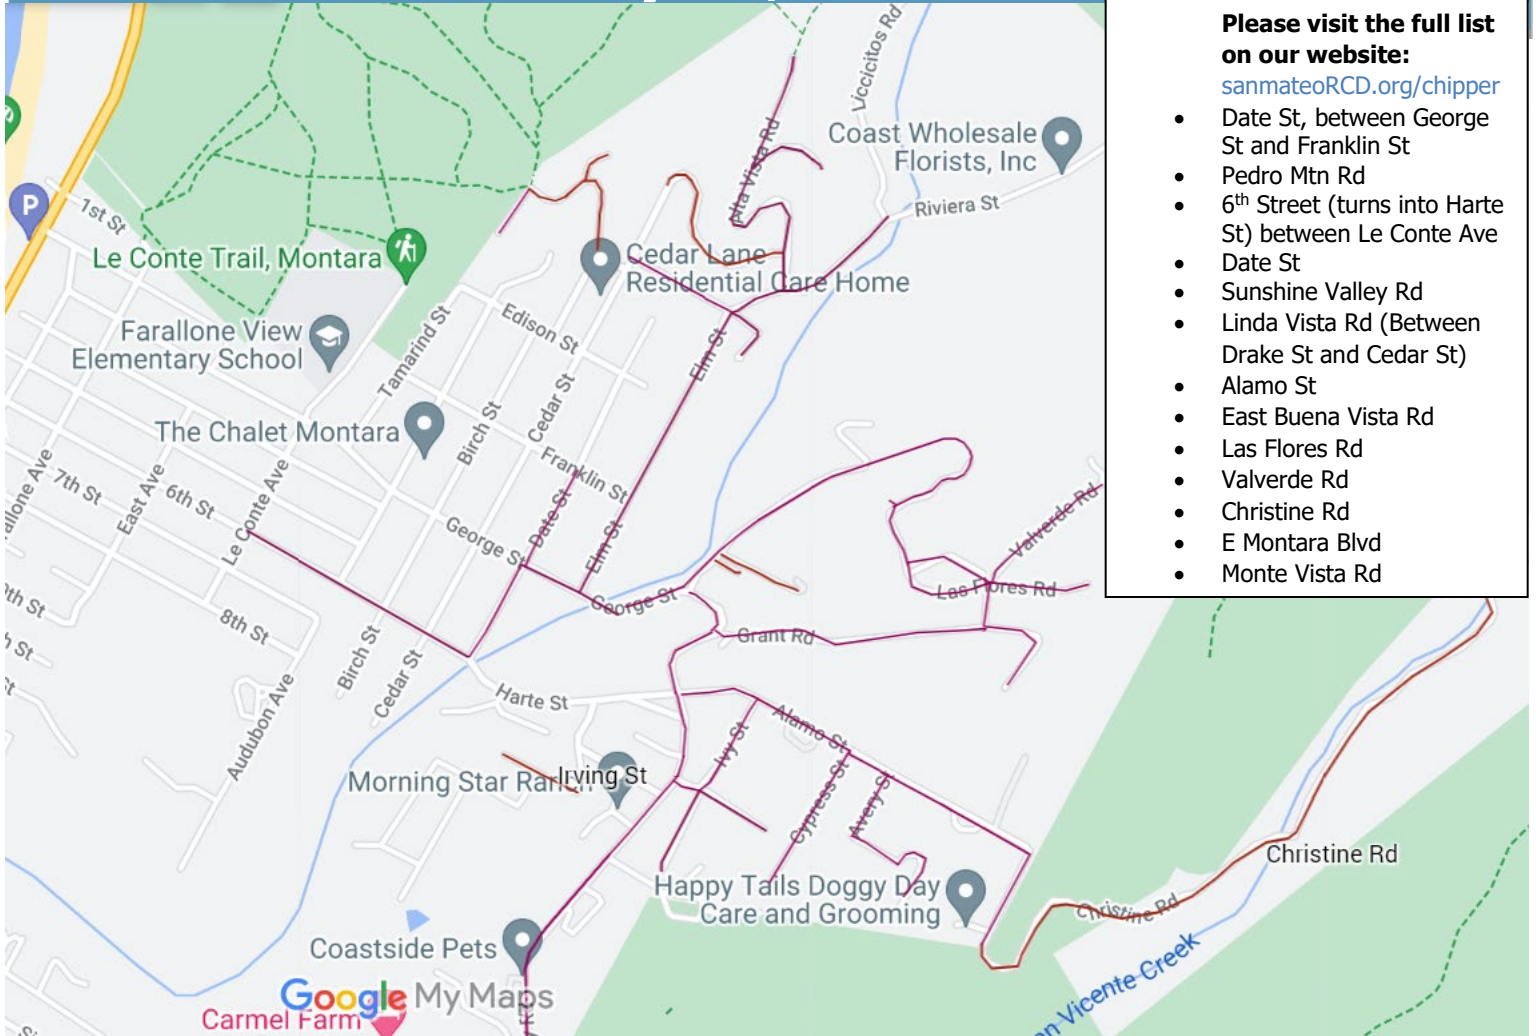 Please visit the full list
on our website:
sanmateoRCD.org/chipper
• Date St, between George
St and Franklin St
• Pedro Mtn Rd
• 6th Street (turns into Harte
St) between Le Conte Ave
• Date St
• Sunshine Valley Rd
• Linda Vista Rd (Between
Drake St and Cedar St)
• Alamo St
• East Buena Vista Rd
• Las Flores Rd
• Valverde Rd
• Christine Rd
• E Montara Blvd
• Monte Vista Rd
Liccicitos Rd
Coast Wholesale
Florists, Inc
Alta Vista Rd
Riviera St
P
1st St
Le Conte Trail, Montara
Cedar Lane
Residential Care Home
Farallone View
Elementary School
Tamarind St
Edison St
Elm St
The Chalet Montara
Birch St
Cedar St
Franklin St
allone Ave
7th St
East Ave
6th St
Le Conte Ave
George St
Date St
Elm St
Valverde Rd
Las Flores Rd
George St
Grant Rd
0th St
8th St
h St
St
Birch St
Cedar St
Audubon Ave
Harte St
Alamo St
Ivy St
Morning Star Ranch
Irving St
Cypress St
Avery St
Christine Rd
Happy Tails Doggy Day
Care and Grooming
Christine Rd
Coastside Pets
an Vicente Creek
Google My Maps
Carmel Farm